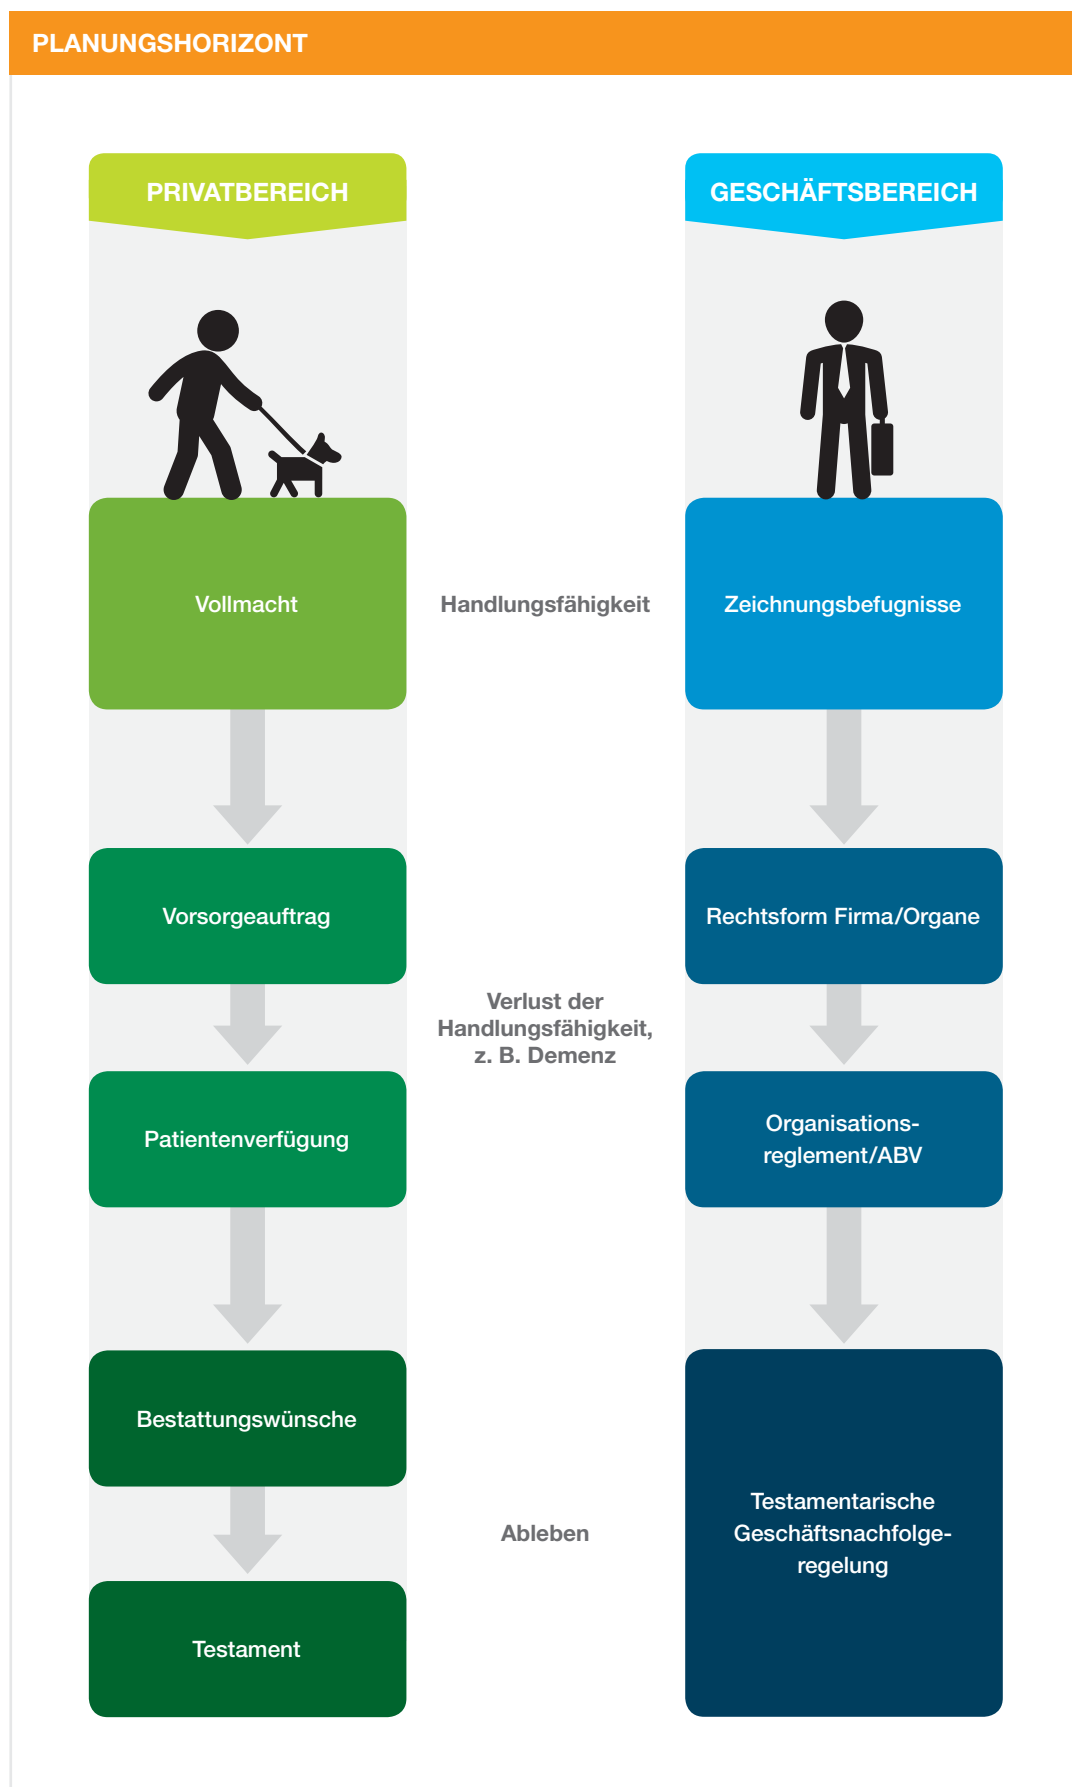 PLANUNGSHORIZONT
PRIVATBEREICH
GESCHÄFTSBEREICH
Vollmacht
Handlungsfähigkeit
Zeichnungsbefugnisse
Vorsorgeauftrag
Rechtsform Firma/Organe
Verlust der
Handlungsfähigkeit,
z. B. Demenz
Patientenverfügung
Organisations-
reglement/ABV
Bestattungswünsche
Ableben
Testamentarische
Geschäftsnachfolge-
regelung
Testament